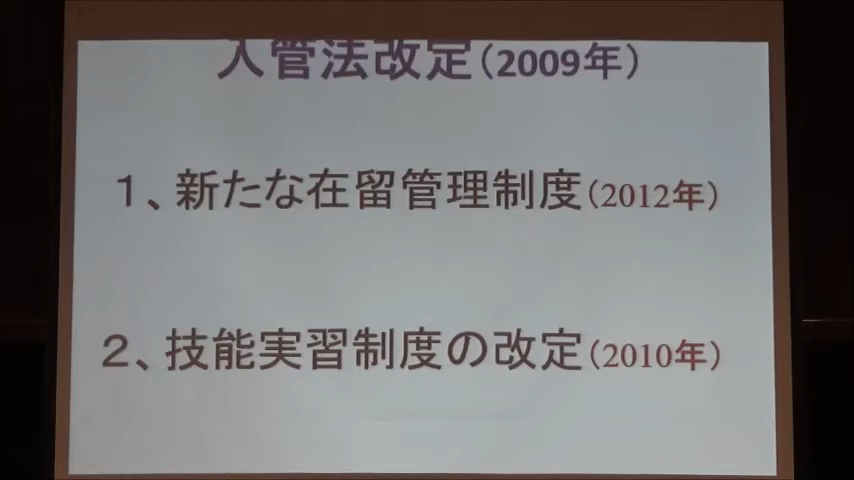 入管法改定（2009年）
１、新たな在留管理制度（2012年）
２、技能実習制度の改定（2010年）